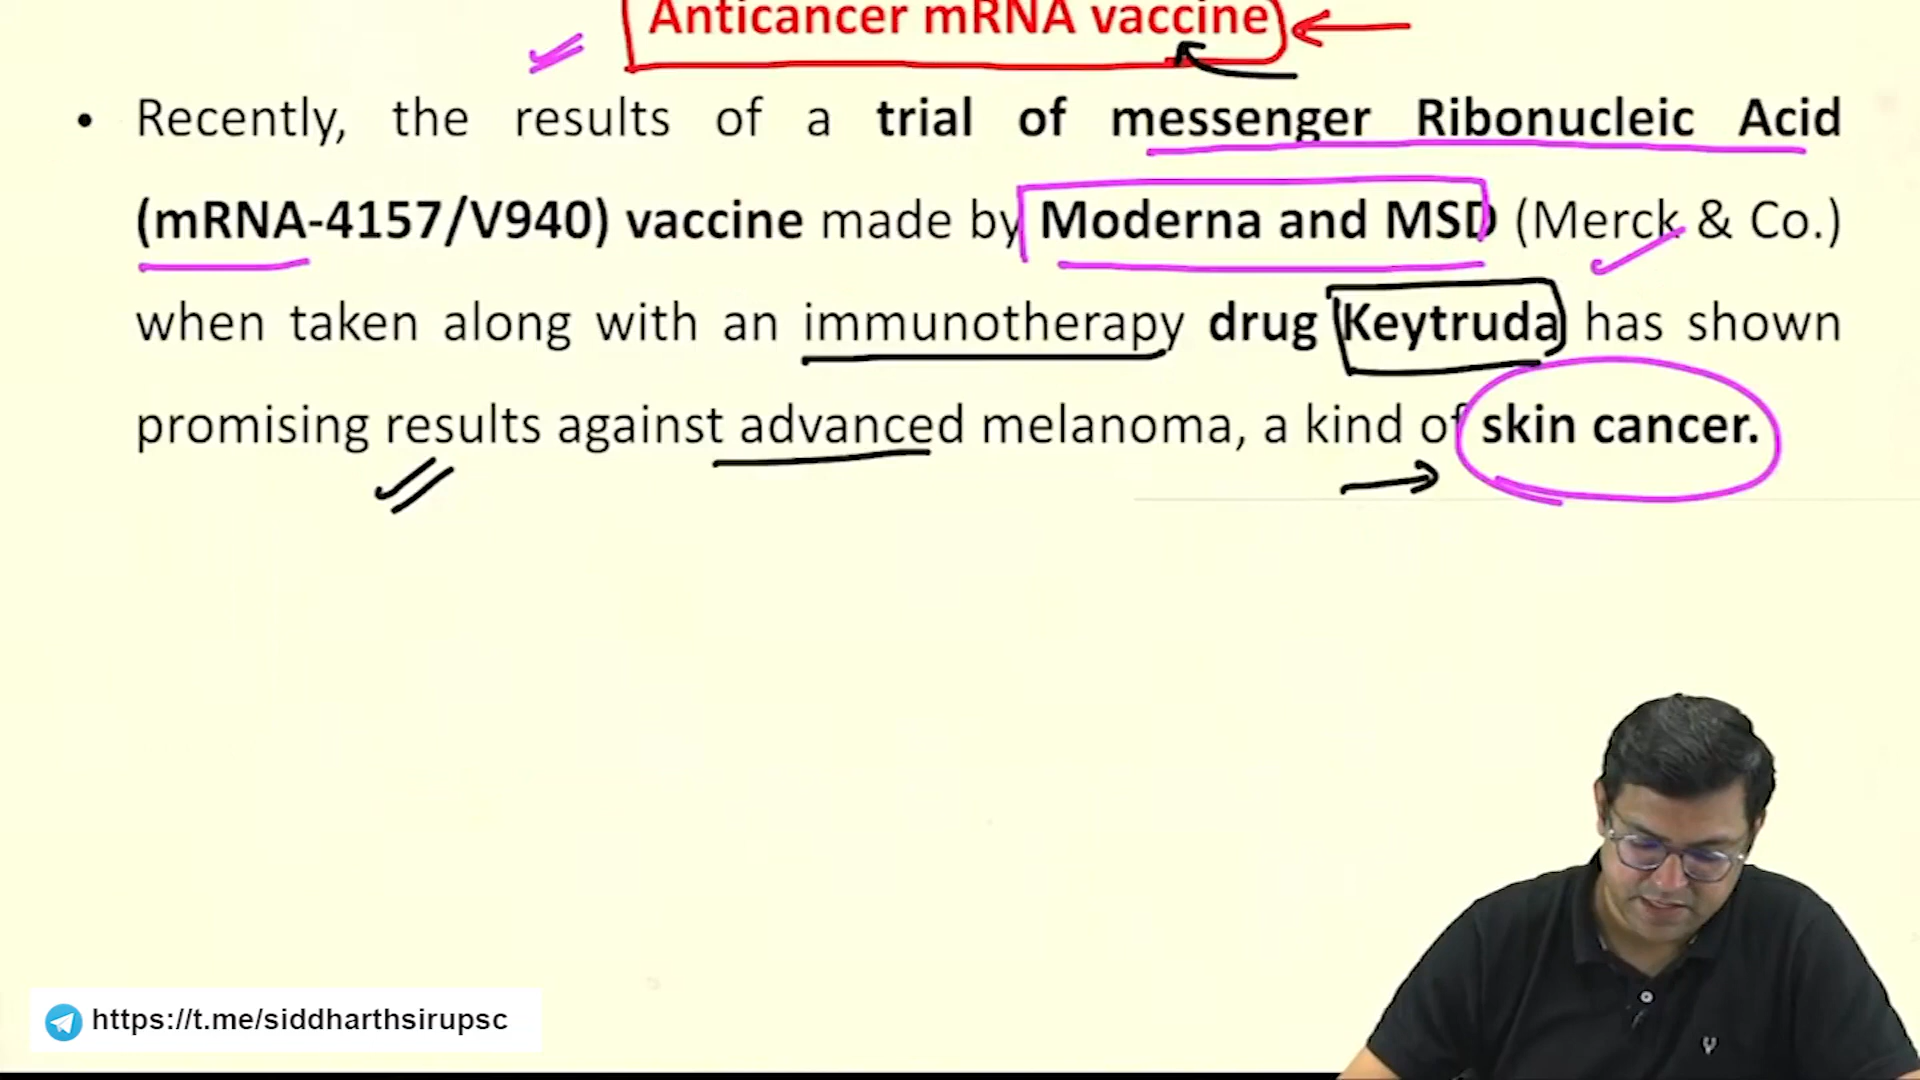 Anticancer mRNA vaccine
• Recently, the results of a trial of messenger Ribonucleic Acid
(mRNA-4157/V940) vaccine made by Moderna and MSD (Merck & Co.)
when taken along with an immunotherapy drug Keytruda has shown
promising results against advanced melanoma, a kind of skin cancer.
https://t.me/siddharthsirupsc